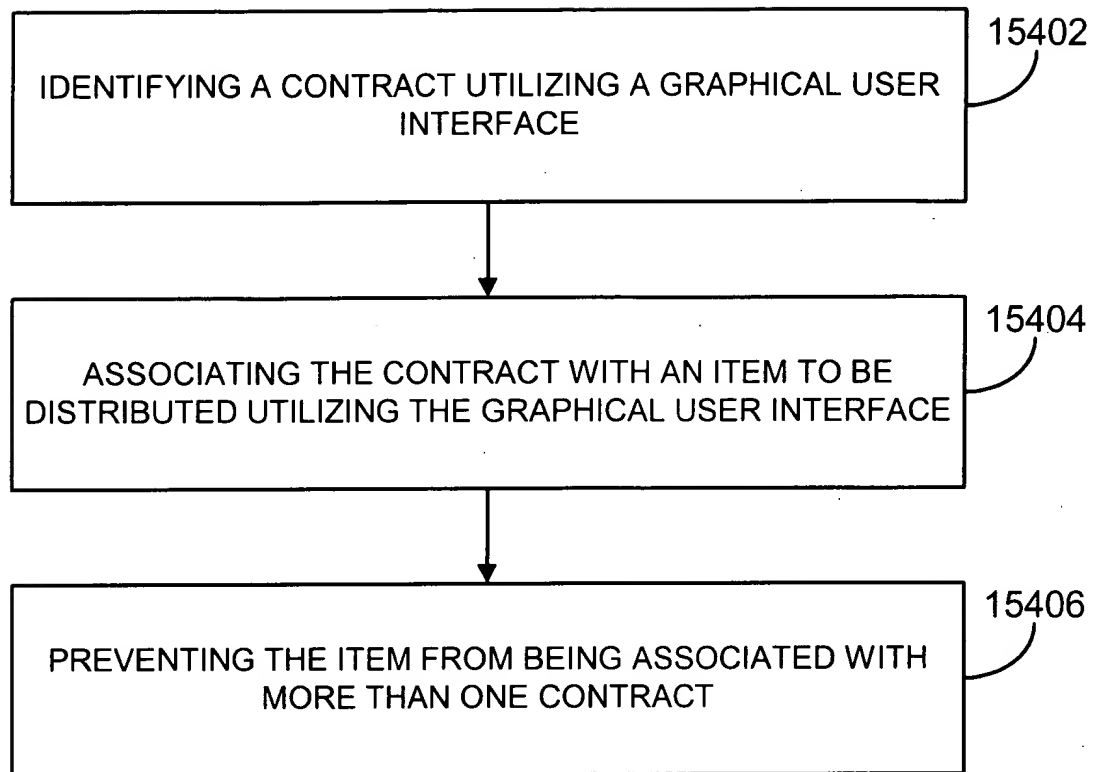 15402
IDENTIFYING A CONTRACT UTILIZING A GRAPHICAL USER
INTERFACE
15404
ASSOCIATING THE CONTRACT WITH AN ITEM TO BE
DISTRIBUTED UTILIZING THE GRAPHICAL USER INTERFACE
15406
PREVENTING THE ITEM FROM BEING ASSOCIATED WITH
MORE THAN ONE CONTRACT